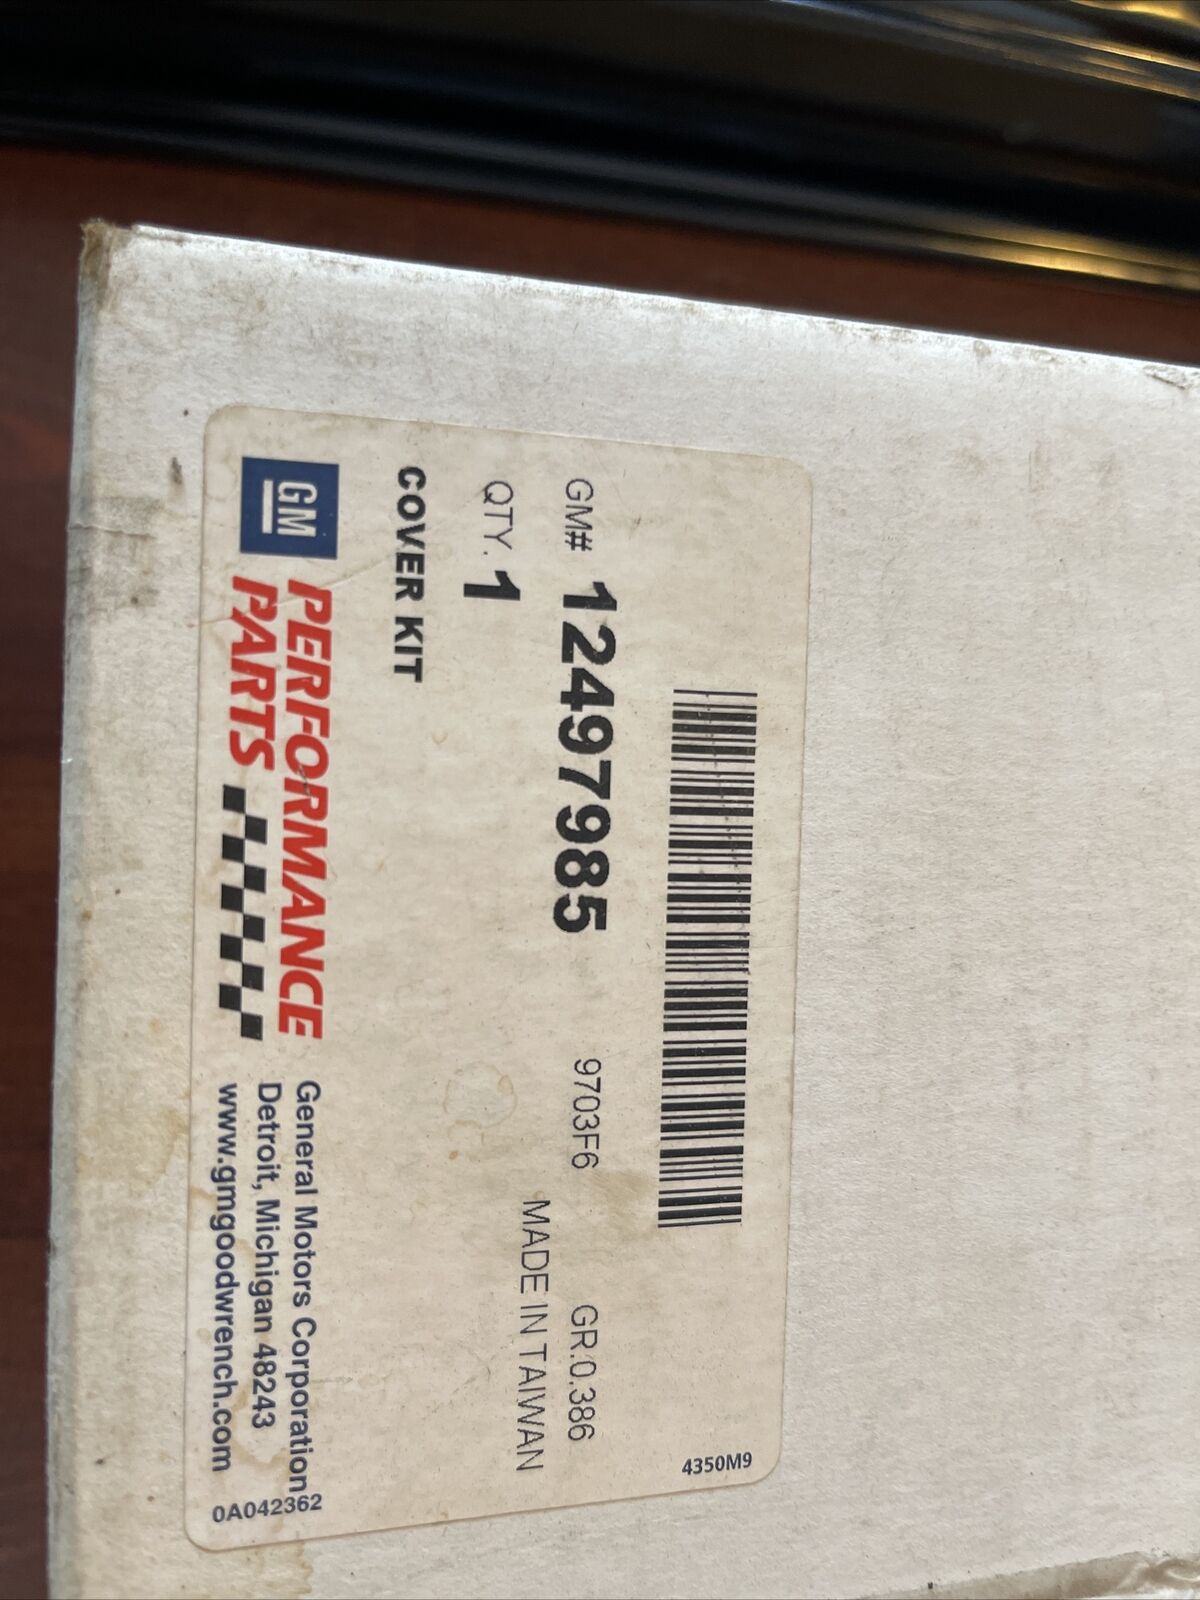 4350M9
GM# 12497985 9703F6 GR:0.386
QTY. 1 MADE IN TAIWAN
COVER KIT
GM PERFORMANCE
PARTS
General Motors Corporation
Detroit, Michigan 48243
www.gmgoodwrench.com
0A042362